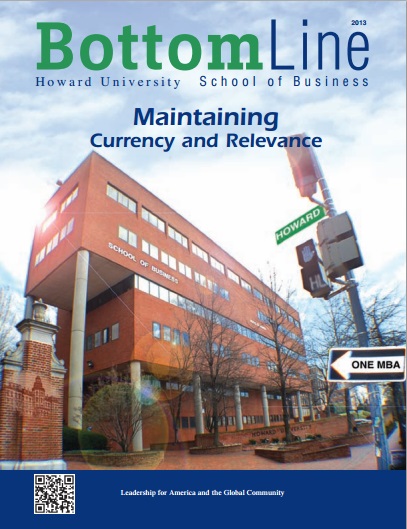 2013
BottomLine
Howard University School of Business
Maintaining
Currency and Relevance
HOWARD
SCHOOL OF BUSINESS
ONE MBA
Leadership for America and the Global Community